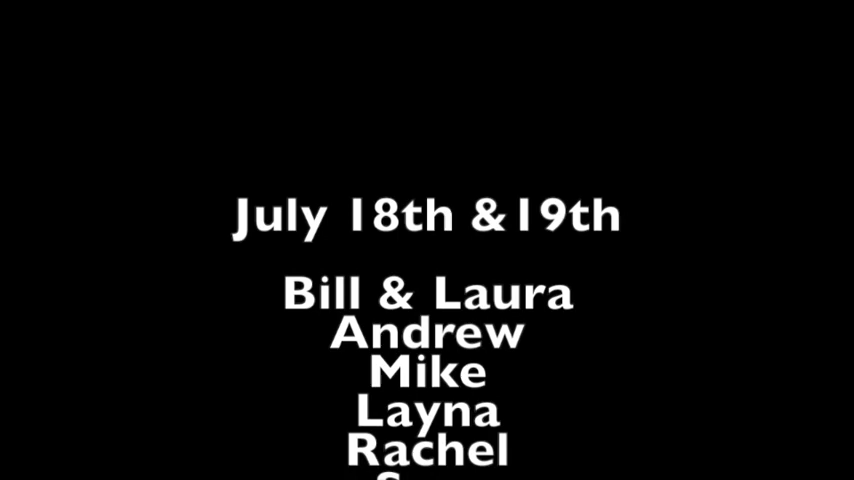 July 18th &19th
Bill & Laura
Andrew
Mike
Layna
Rachel